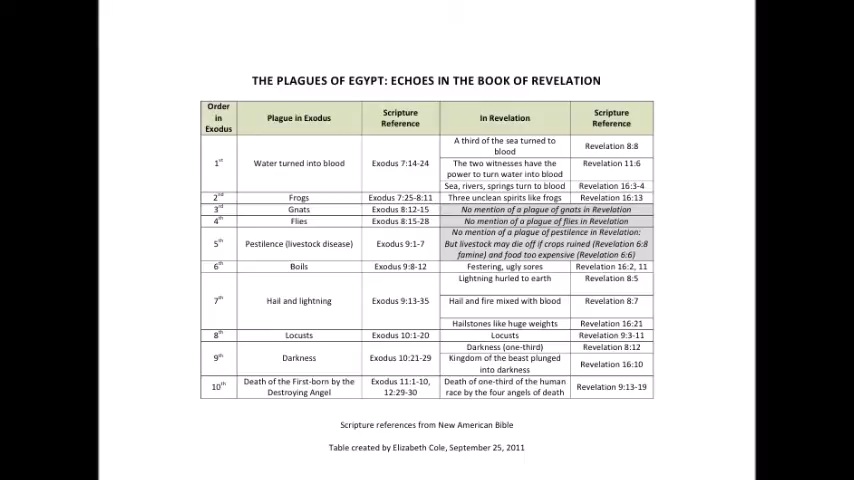 THE PLAGUES OF EGYPT: ECHOES IN THE BOOK OF REVELATION
Order in Exodus Plague in Exodus Scripture Reference In Revelation Scripture Reference
1st Water turned into blood Exodus 7:14-24 A third of the sea turned to blood Revelation 8:8
The two witnesses have the power to turn water into blood Revelation 11:6
Sea, rivers, springs turn to blood Revelation 16:3-4
2nd Frogs Exodus 7:25-8:11 Three unclean spirits like frogs Revelation 16:13
3rd Gnats Exodus 8:12-15 No mention of a plague of gnats in Revelation
4th Flies Exodus 8:15-28 No mention of a plague of flies in Revelation
5th Pestilence (livestock disease) Exodus 9:1-7 No mention of a plague of pestilence in Revelation: But livestock may die off if crops ruined (Revelation 6:8 famine) and food too expensive (Revelation 6:6)
6th Boils Exodus 9:8-12 Festering, ugly sores Revelation 16:2, 11
7th Hail and lightning Exodus 9:13-35 Lightning hurled to earth Revelation 8:5
Hail and fire mixed with blood Revelation 8:7
Hailstones like huge weights Revelation 16:21
8th Locusts Exodus 10:1-20 Locusts Revelation 9:3-11
9th Darkness Exodus 10:21-29 Darkness (one-third) Revelation 8:12
Kingdom of the beast plunged into darkness Revelation 16:10
10th Death of the First-born by the Destroying Angel Exodus 11:1-10, 12:29-30 Death of one-third of the human race by the four angels of death Revelation 9:13-19
Scripture references from New American Bible
Table created by Elizabeth Cole, September 25, 2011